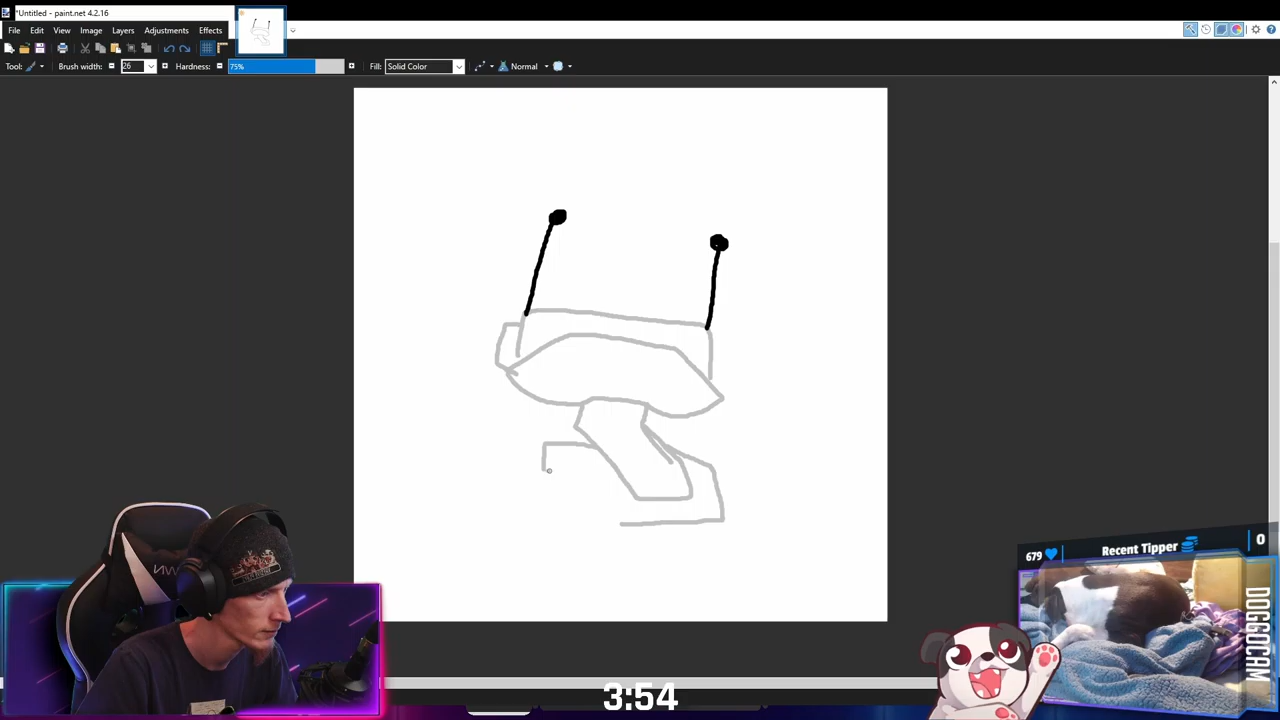 "Untitled - paint.net 4.2.16
File Edit View Image Layers Adjustments Effects
Tool: Brush width: 26 Hardness: 75% Fill: Solid Color Normal
679 Recent Tipper 0
DOGGOCAM
3:54